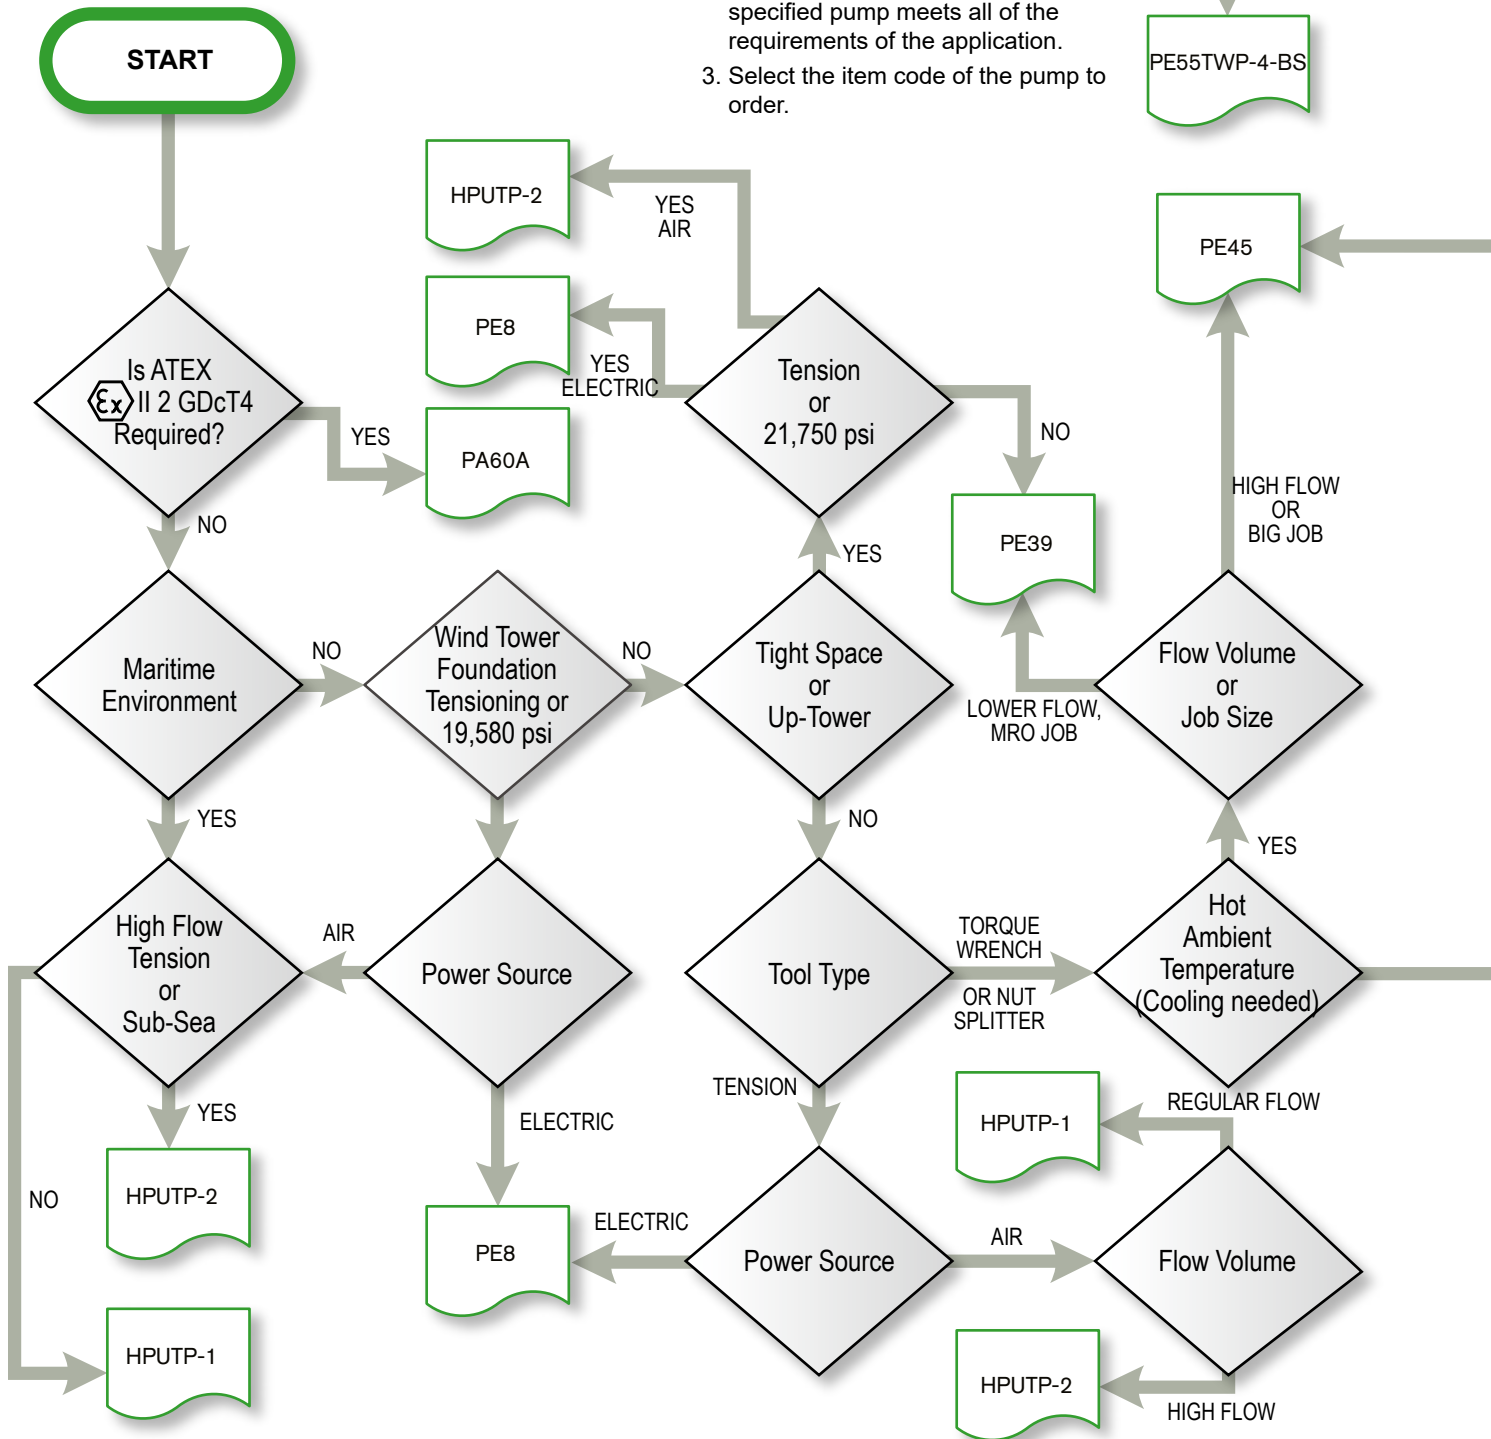 specified pump meets all of the
requirements of the application.
3. Select the item code of the pump to
order.
START
PE55TWP-4-BS
HPUTP-2
YES
AIR
PE45
PE8
YES
ELECTRIC
Is ATEX
Ex II 2 GDcT4
Required?
YES
PA60A
Tension
or
21,750 psi
NO
HIGH FLOW
OR
BIG JOB
NO
PE39
YES
Maritime
Environment
NO
Wind Tower
Foundation
Tensioning or
19,580 psi
NO
Tight Space
or
Up-Tower
LOWER FLOW,
MRO JOB
Flow Volume
or
Job Size
YES
NO
YES
High Flow
Tension
or
Sub-Sea
AIR
Power Source
Tool Type
TORQUE
WRENCH
OR NUT
SPLITTER
Hot
Ambient
Temperature
(Cooling needed)
YES
ELECTRIC
TENSION
HPUTP-1
REGULAR FLOW
NO
HPUTP-2
PE8
ELECTRIC
Power Source
AIR
Flow Volume
HPUTP-1
HPUTP-2
HIGH FLOW